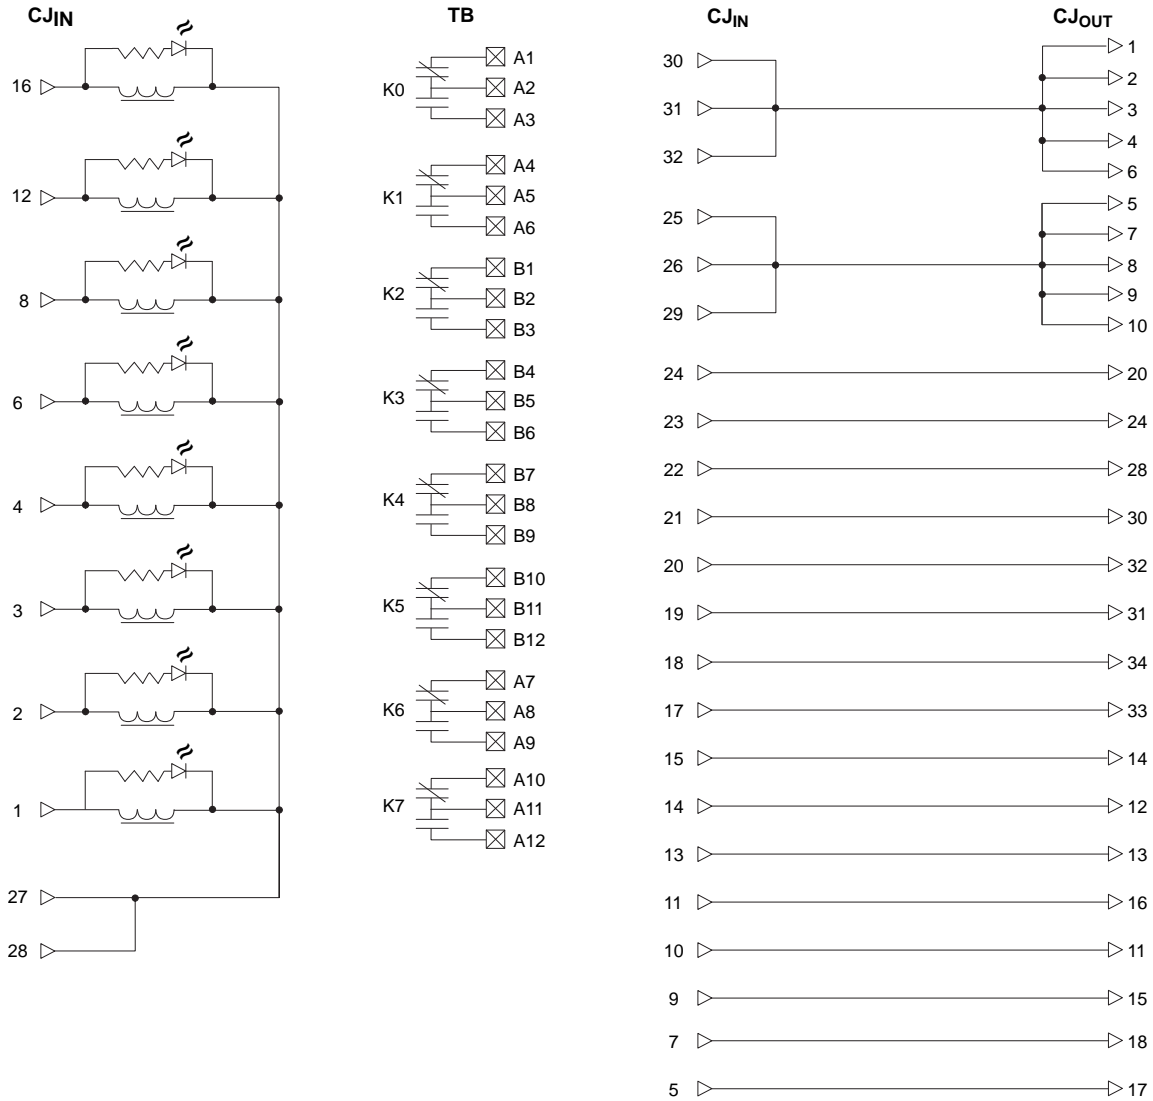 CJIN
TB
CJIN
CJOUT
16
12
8
6
4
3
2
1
27
28
K0
A1
A2
A3
K1
A4
A5
A6
K2
B1
B2
B3
K3
B4
B5
B6
K4
B7
B8
B9
K5
B10
B11
B12
K6
A7
A8
A9
K7
A10
A11
A12
30
31
32
1
2
3
4
6
25
26
29
5
7
8
9
10
24 20
23 24
22 28
21 30
20 32
19 31
18 34
17 33
15 14
14 12
13 13
11 16
10 11
9 15
7 18
5 17